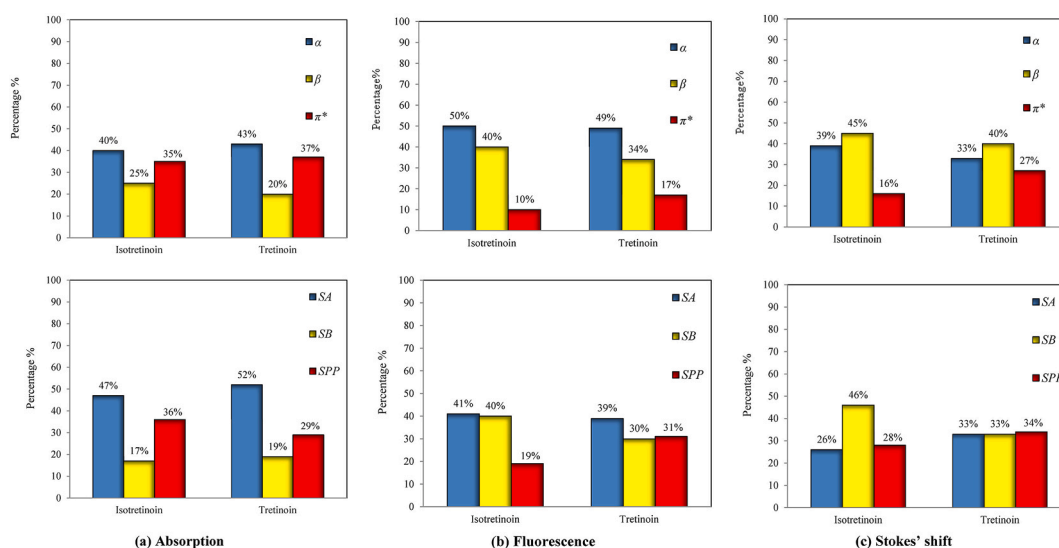 100
90
80
70
60
50
40
30
20
10
0
Percentage %
α
β
π*
40%
25%
35%
43%
20%
37%
Isotretinoin
Tretinoin
100
90
80
70
60
50
40
30
20
10
0
Percentage%
α
β
π*
50%
40%
10%
49%
34%
17%
Isotretinoin
Tretinoin
100
90
80
70
60
50
40
30
20
10
0
Percentage %
α
β
π*
39%
45%
16%
33%
40%
27%
Isotretinoin
Tretinoin
100
90
80
70
60
50
40
30
20
10
0
Percentage %
SA
SB
SPP
47%
17%
36%
52%
19%
29%
Isotretinoin
Tretinoin
100
90
80
70
60
50
40
30
20
10
0
Percentage %
SA
SB
SPP
41%
40%
19%
39%
30%
31%
Isotretinoin
Tretinoin
100
90
80
70
60
50
40
30
20
10
0
Percentage %
SA
SB
SPP
26%
46%
28%
33%
33%
34%
Isotretinoin
Tretinoin
(a) Absorption
(b) Fluorescence
(c) Stokes' shift